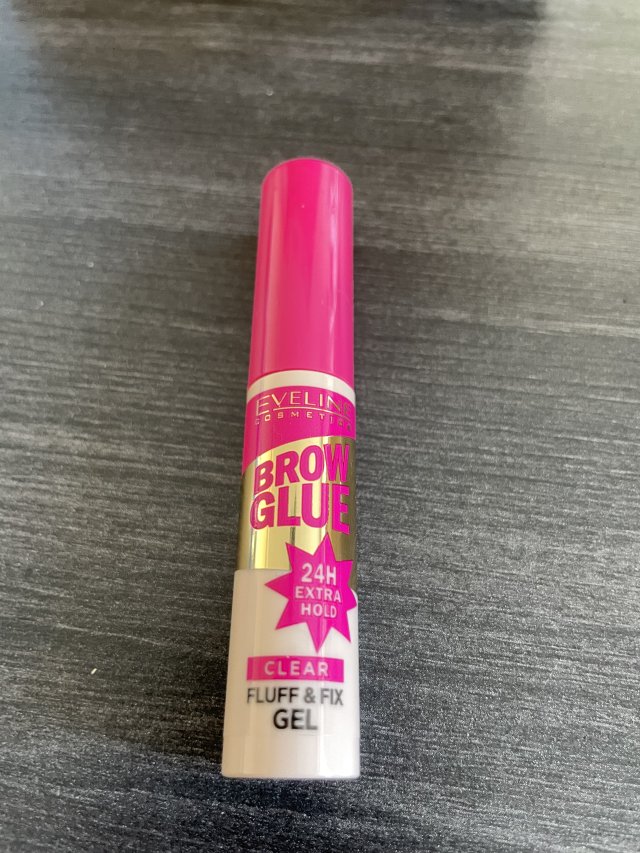 EVELINE
COSMETICS
BROW
GLUE
24H
EXTRA
HOLD
CLEAR
FLUFF & FIX
GEL